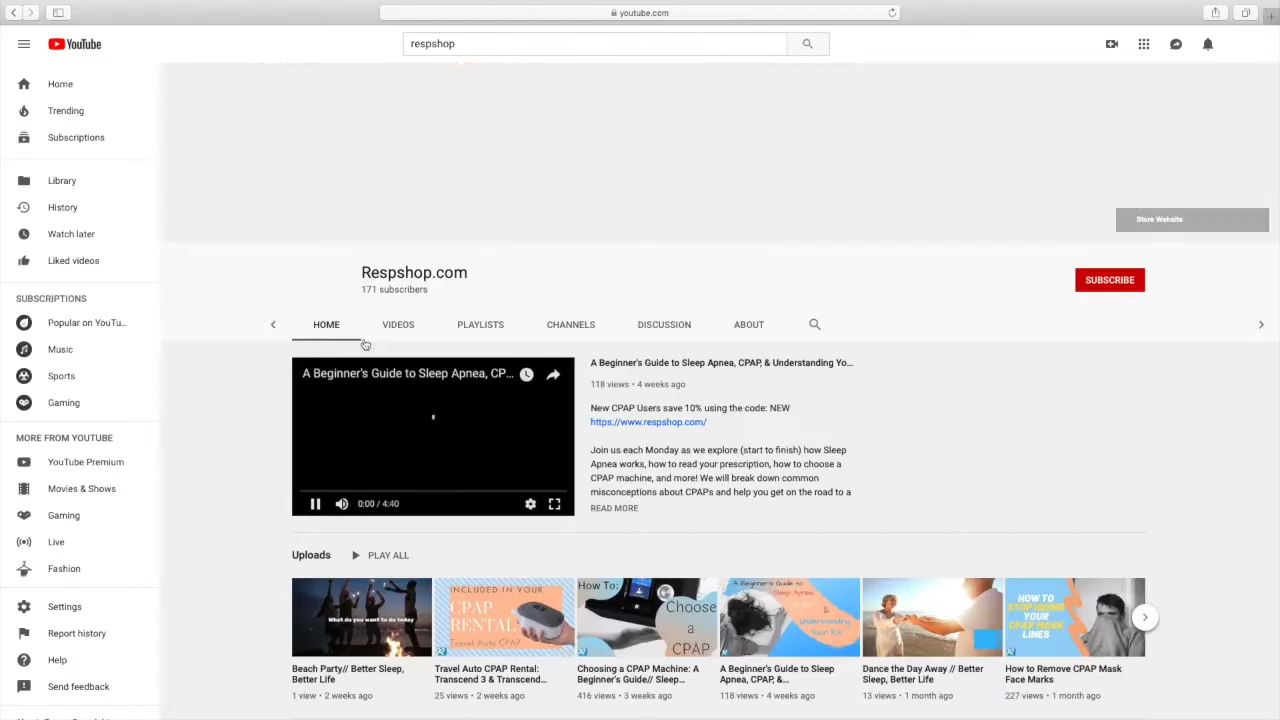 youtube.com
YouTube
respshop
Home
Trending
Subscriptions
Library
History
Watch later
Liked videos
SUBSCRIPTIONS
Popular on YouTu...
Music
Sports
Gaming
MORE FROM YOUTUBE
YouTube Premium
Movies & Shows
Gaming
Live
Fashion
Settings
Report history
Help
Send feedback
Store Website
Respshop.com
171 subscribers
SUBSCRIBE
HOME
VIDEOS
PLAYLISTS
CHANNELS
DISCUSSION
ABOUT
A Beginner's Guide to Sleep Apnea, CP...
0:00 / 4:40
A Beginner's Guide to Sleep Apnea, CPAP, & Understanding Yo...
118 views • 4 weeks ago
New CPAP Users save 10% using the code: NEW
https://www.respshop.com/
Join us each Monday as we explore (start to finish) how Sleep
Apnea works, how to read your prescription, how to choose a
CPAP machine, and more! We will break down common
misconceptions about CPAPs and help you get on the road to a
READ MORE
Uploads
PLAY ALL
What do you want to do today
Beach Party// Better Sleep,
Better Life
1 view • 2 weeks ago
INCLUDED IN YOUR
CPAP
RENTAL
Travel Auto CPAP
Travel Auto CPAP Rental:
Transcend 3 & Transcend...
25 views • 2 weeks ago
How To:
Choose
a
CPAP
Choosing a CPAP Machine: A
Beginner's Guide// Sleep...
416 views • 3 weeks ago
A Beginner's Guide to
Sleep Apnea,
&
Understanding
Your RX
A Beginner's Guide to Sleep
Apnea, CPAP, &...
118 views • 4 weeks ago
Dance the Day Away // Better
Sleep, Better Life
13 views • 1 month ago
HOW TO
STOP HIDING
YOUR
CPAP MASK
LINES
How to Remove CPAP Mask
Face Marks
227 views • 1 month ago